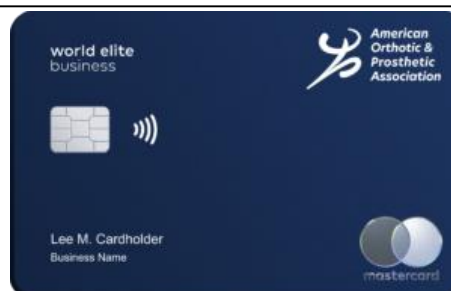 world elite
business
American
Orthotic &
Prosthetic
Association
Lee M. Cardholder
Business Name
mastercard